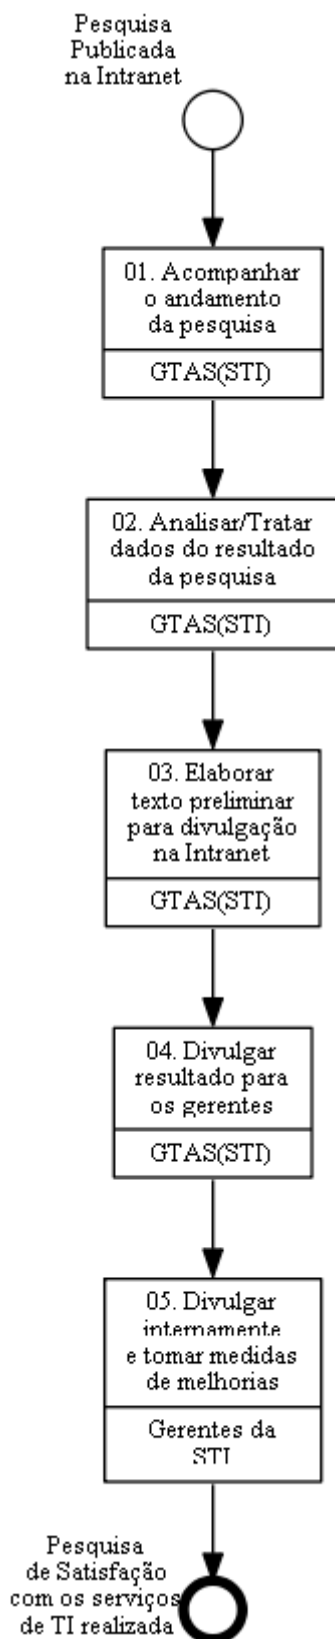 Pesquisa
Publicada
na Intranet
01. Acompanhar
o andamento
da pesquisa
GTAS(STI)
02. Analisar/Tratar
dados do resultado
da pesquisa
GTAS(STI)
03. Elaborar
texto preliminar
para divulgação
na Intranet
GTAS(STI)
04. Divulgar
resultado para
os gerentes
GTAS(STI)
05. Divulgar
internamente
e tomar medidas
de melhorias
Gerentes da
STI
Pesquisa
de Satisfação
com os serviços
de TI realizada